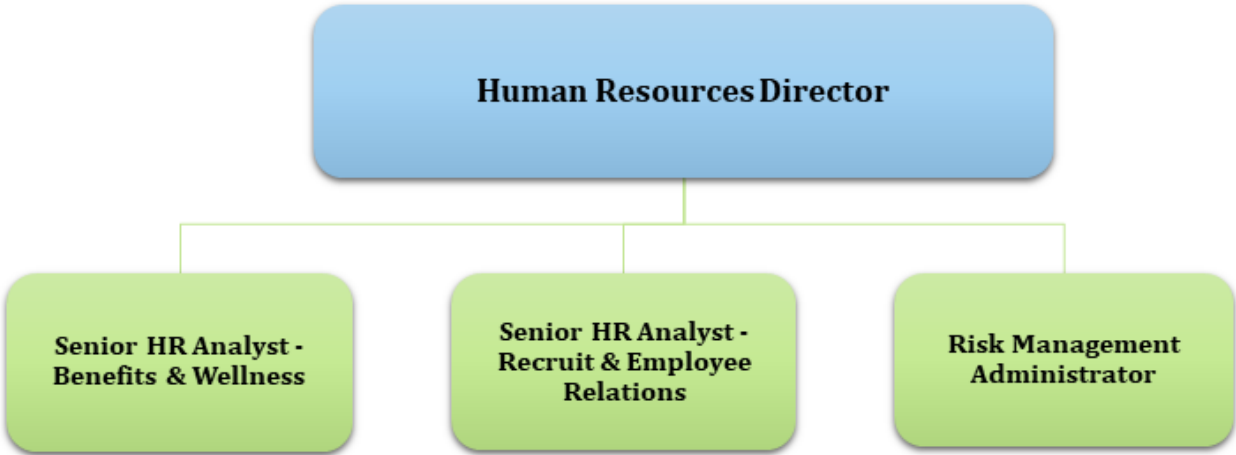 Human Resources Director
Senior HR Analyst -
Benefits & Wellness
Senior HR Analyst -
Recruit & Employee
Relations
Risk Management
Administrator